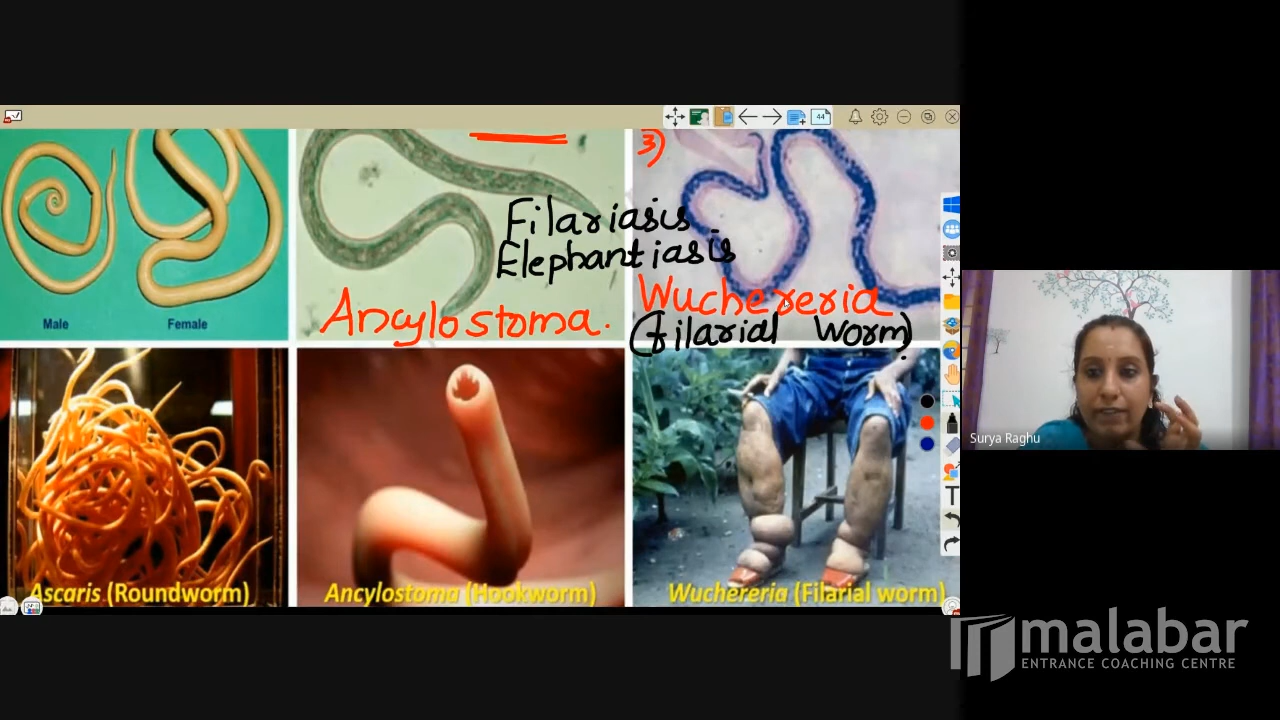 44
3)
Filariasis
Elephantiasis
Wuchereria
Ancylostoma.
(filarial worm)
Male
Female
Surya Raghu
T
Ascaris (Roundworm)
Ancylostoma (Hookworm)
Wuchereria (Filarial worm)
malabar
ENTRANCE COACHING CENTRE